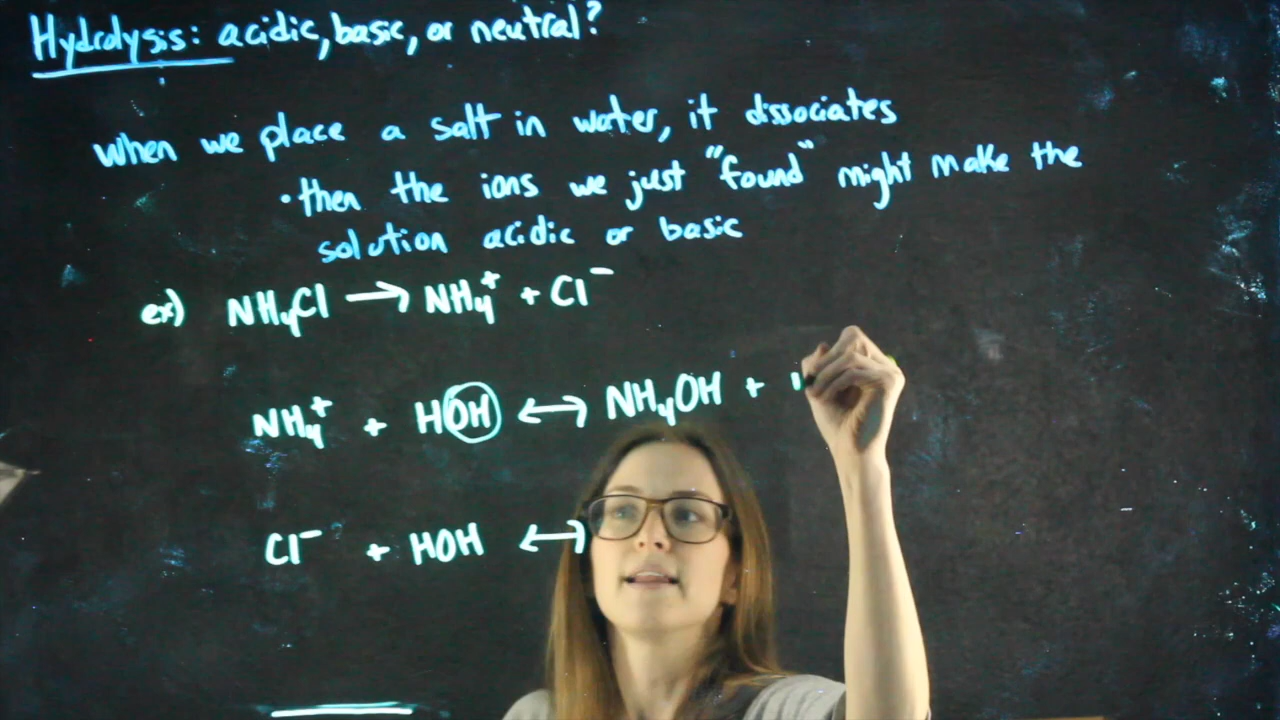 Hydrolysis: acidic, basic, or neutral?
When we place a salt in water, it dissociates
• then the ions we just "found" might make the
solution acidic or basic
ex) NH₄Cl → NH₄⁺ + Cl⁻
NH₄⁺ + HOH ↔ NH₄OH +
Cl⁻ + HOH ↔